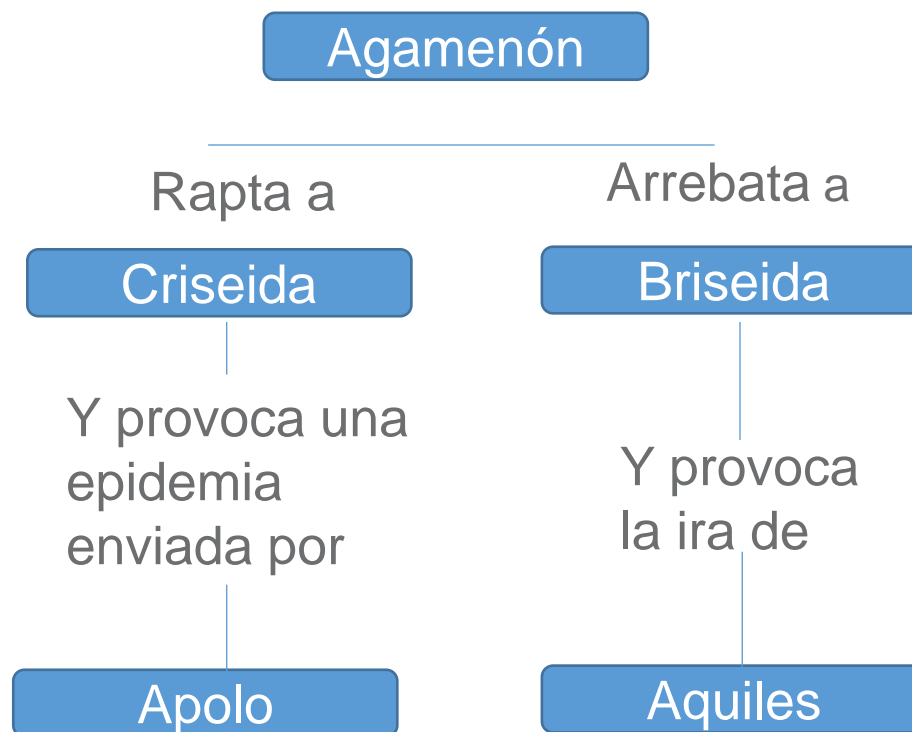 Agamenón
Rapta a
Criseida
Y provoca una
epidemia
enviada por
Apolo
Arrebata a
Briseida
Y provoca
la ira de
Aquiles